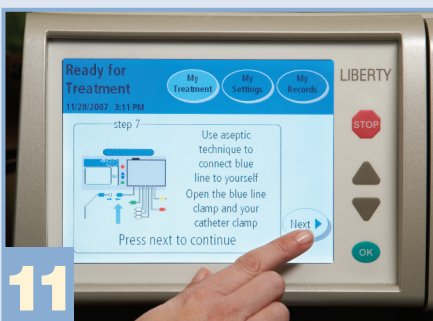 Ready for
Treatment
11/28/2007 3:11 PM
My
Treatment
My
Settings
My
Records
LIBERTY
STOP
step 7
Use aseptic
technique to
connect blue
line to yourself
Open the blue line
clamp and your
catheter clamp
Next
Press next to continue
OK
11